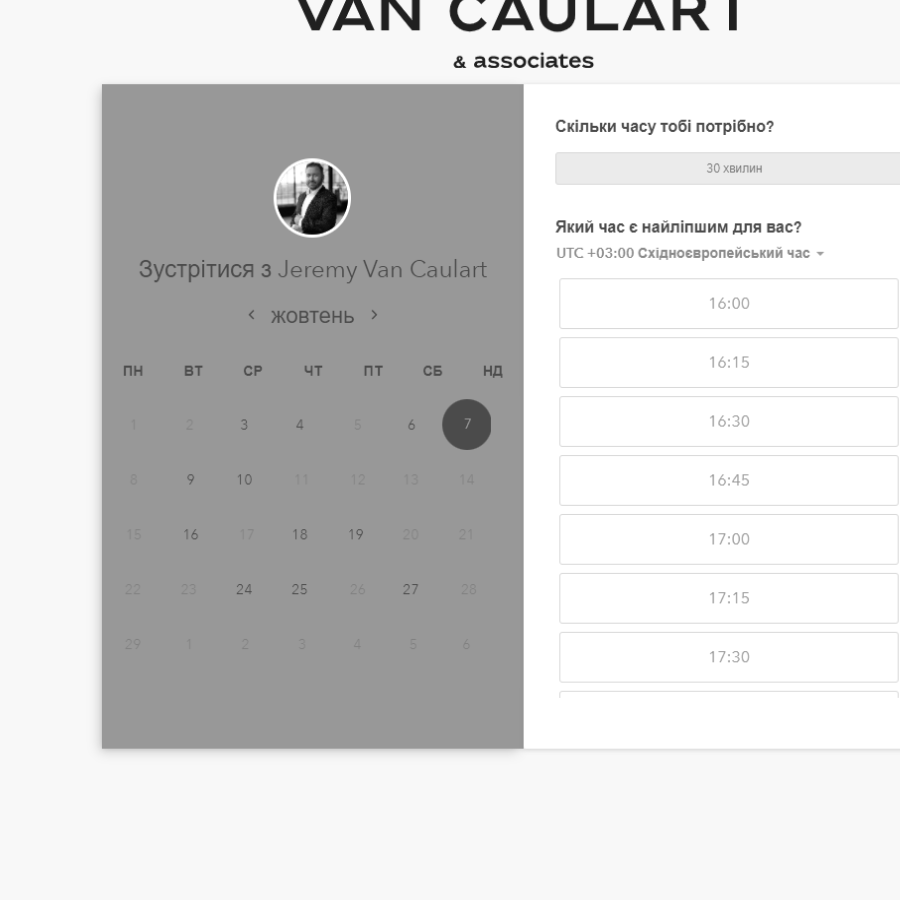 VAN CAULART
& associates
Зустрітися з Jeremy Van Caulart
жовтень
ПН ВТ СР ЧТ ПТ СБ НД
1 2 3 4 5 6 7
8 9 10 11 12 13 14
15 16 17 18 19 20 21
22 23 24 25 26 27 28
29 1 2 3 4 5 6
Скільки часу тобі потрібно?
30 хвилин
Який час є найліпшим для вас?
UTC +03:00 Східноєвропейський час
16:00
16:15
16:30
16:45
17:00
17:15
17:30